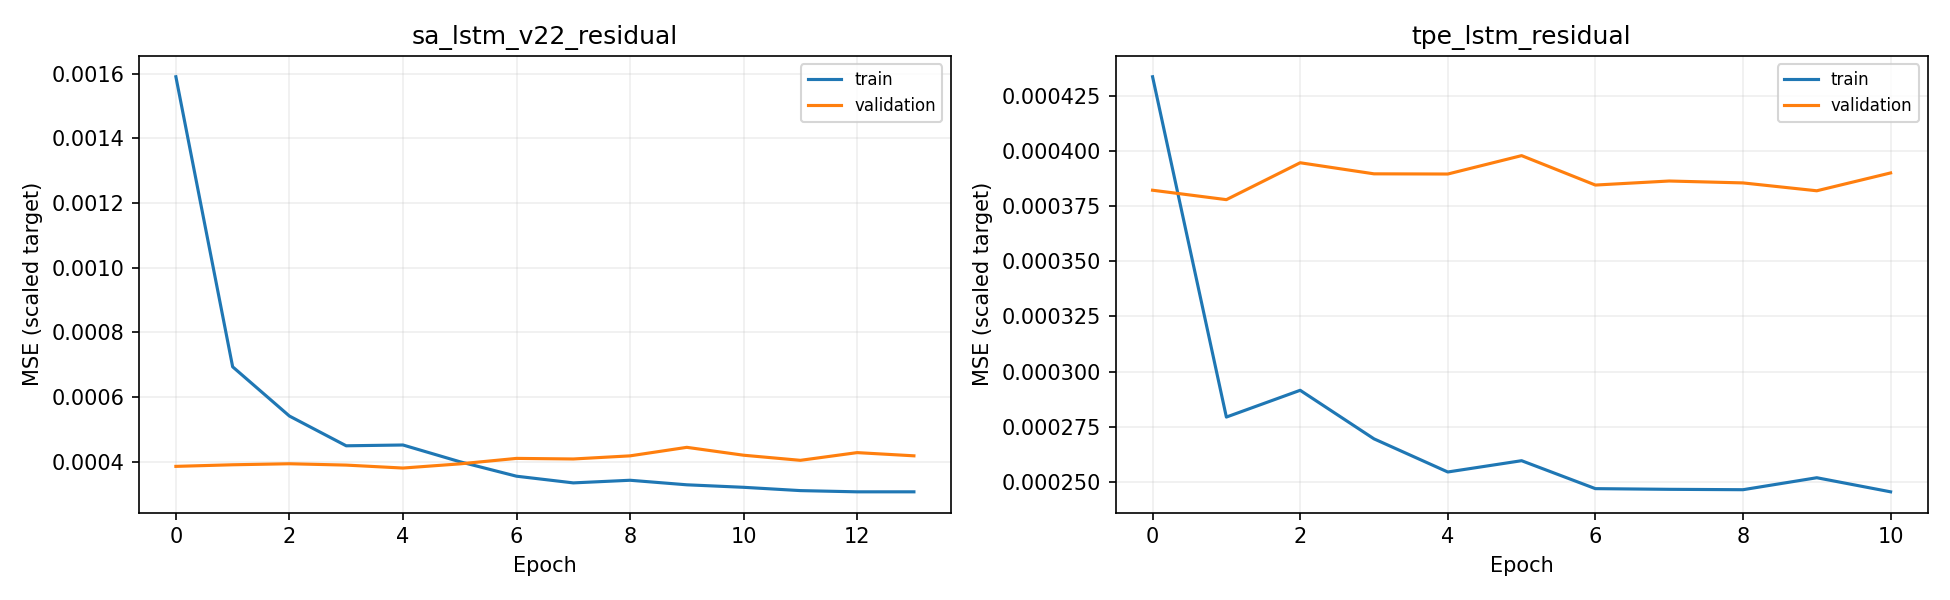 sa_lstm_v22_residual
MSE (scaled target)
0.0016
0.0014
0.0012
0.0010
0.0008
0.0006
0.0004
train
validation
0 2 4 6 8 10 12
Epoch
tpe_lstm_residual
MSE (scaled target)
0.000425
0.000400
0.000375
0.000350
0.000325
0.000300
0.000275
0.000250
train
validation
0 2 4 6 8 10
Epoch